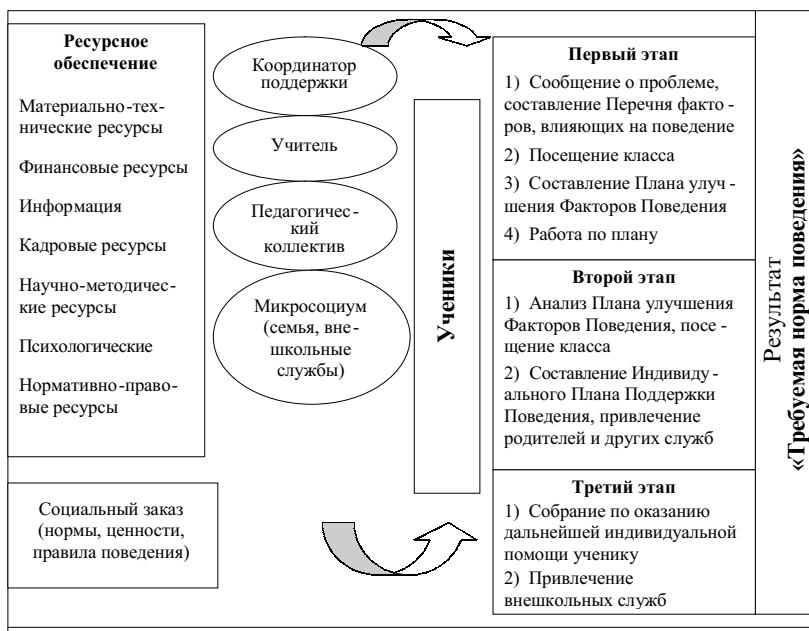 Ресурсное
обеспечение
Материально-тех-
нические ресурсы
Финансовые ресурсы
Информация
Кадровые ресурсы
Научно-методичес-
кие ресурсы
Психологические
Нормативно-право-
вые ресурсы
Социальный заказ
(нормы, ценности,
правила поведения)
Координатор
поддержки
Учитель
Педагогичес-
кий
коллектив
Микросоциум
(семья, вне-
школьные
службы)
Ученики
Первый этап
1) Сообщение о проблеме,
составление Перечня факто-
ров, влияющих на поведение
2) Посещение класса
3) Составление Плана улуч-
шения Факторов Поведения
4) Работа по плану
Второй этап
1) Анализ Плана улучшения
Факторов Поведения, посе-
щение класса
2) Составление Индивиду-
ального Плана Поддержки
Поведения, привлечение
родителей и других служб
Третий этап
1) Собрание по оказанию
дальнейшей индивидуальной
помощи ученику
2) Привлечение
внешкольных служб
Результат
«Требуемая норма поведения»